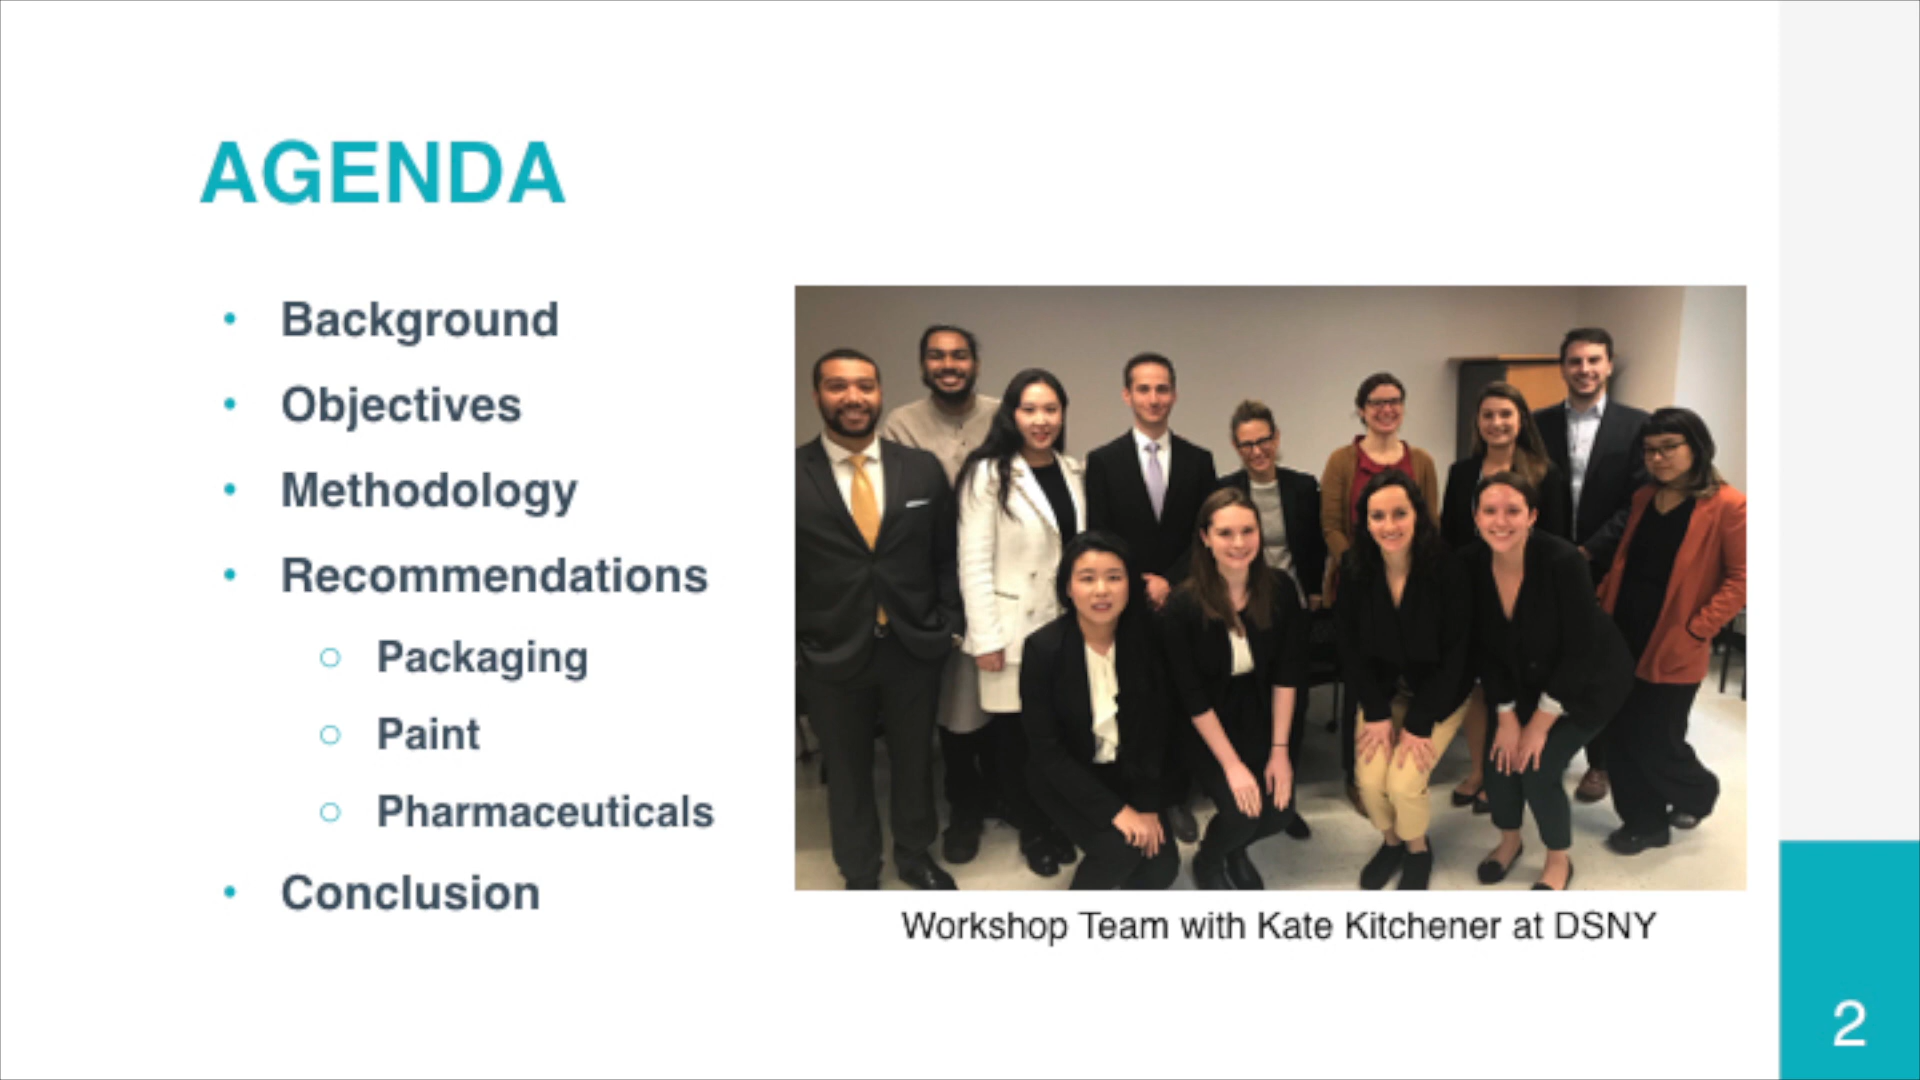 AGENDA
• Background
• Objectives
• Methodology
• Recommendations
○ Packaging
○ Paint
○ Pharmaceuticals
• Conclusion
Workshop Team with Kate Kitchener at DSNY
2